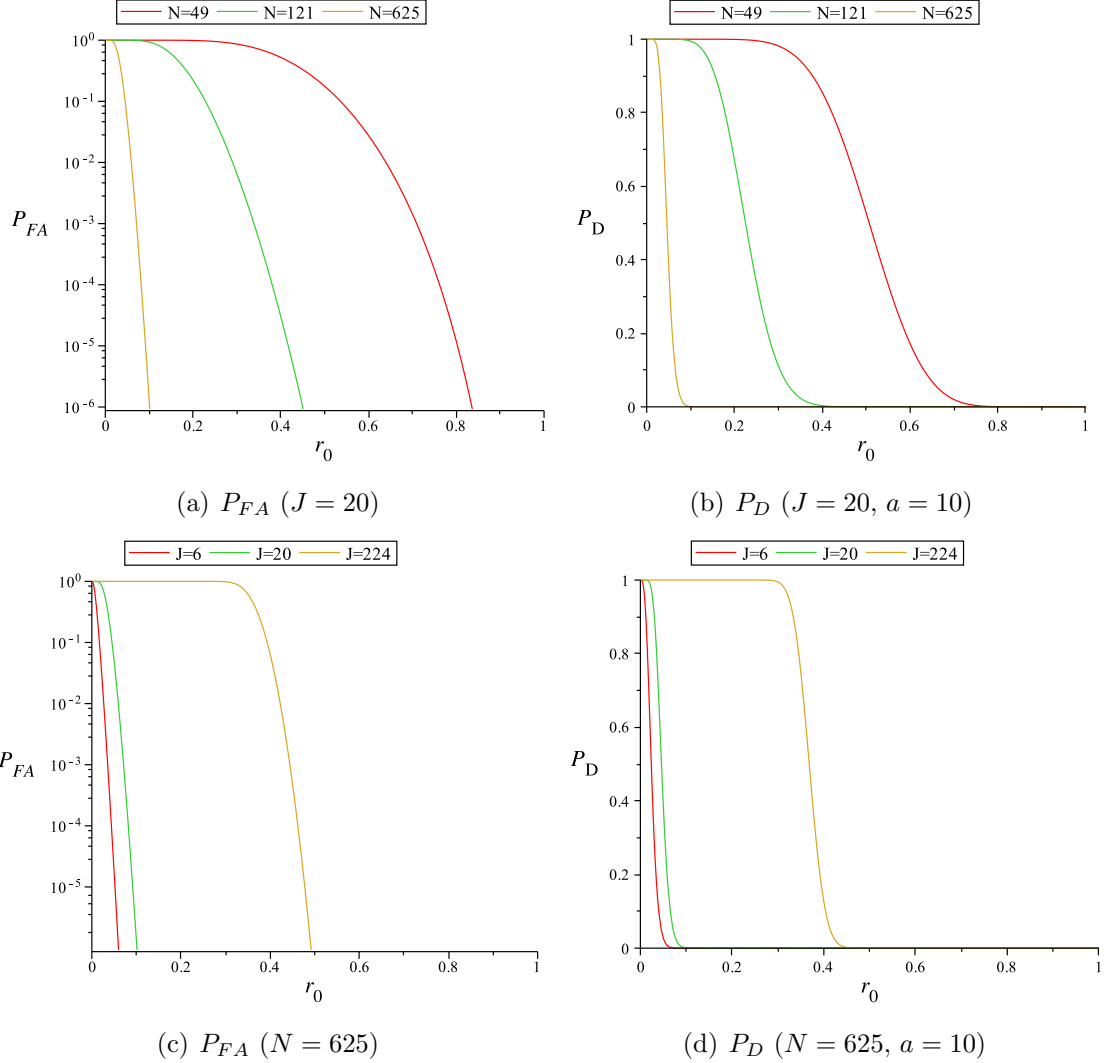 N=49 N=121 N=625
10^0
10^-1
10^-2
P_FA
10^-3
10^-4
10^-5
10^-6
0 0.2 0.4 0.6 0.8 1
r_0
(a) P_FA (J = 20)
N=49 N=121 N=625
1
0.8
0.6
P_D
0.4
0.2
0
0 0.2 0.4 0.6 0.8 1
r_0
(b) P_D (J = 20, a = 10)
J=6 J=20 J=224
10^0
10^-1
10^-2
P_FA
10^-3
10^-4
10^-5
0 0.2 0.4 0.6 0.8 1
r_0
(c) P_FA (N = 625)
J=6 J=20 J=224
1
0.8
0.6
P_D
0.4
0.2
0
0 0.2 0.4 0.6 0.8 1
r_0
(d) P_D (N = 625, a = 10)